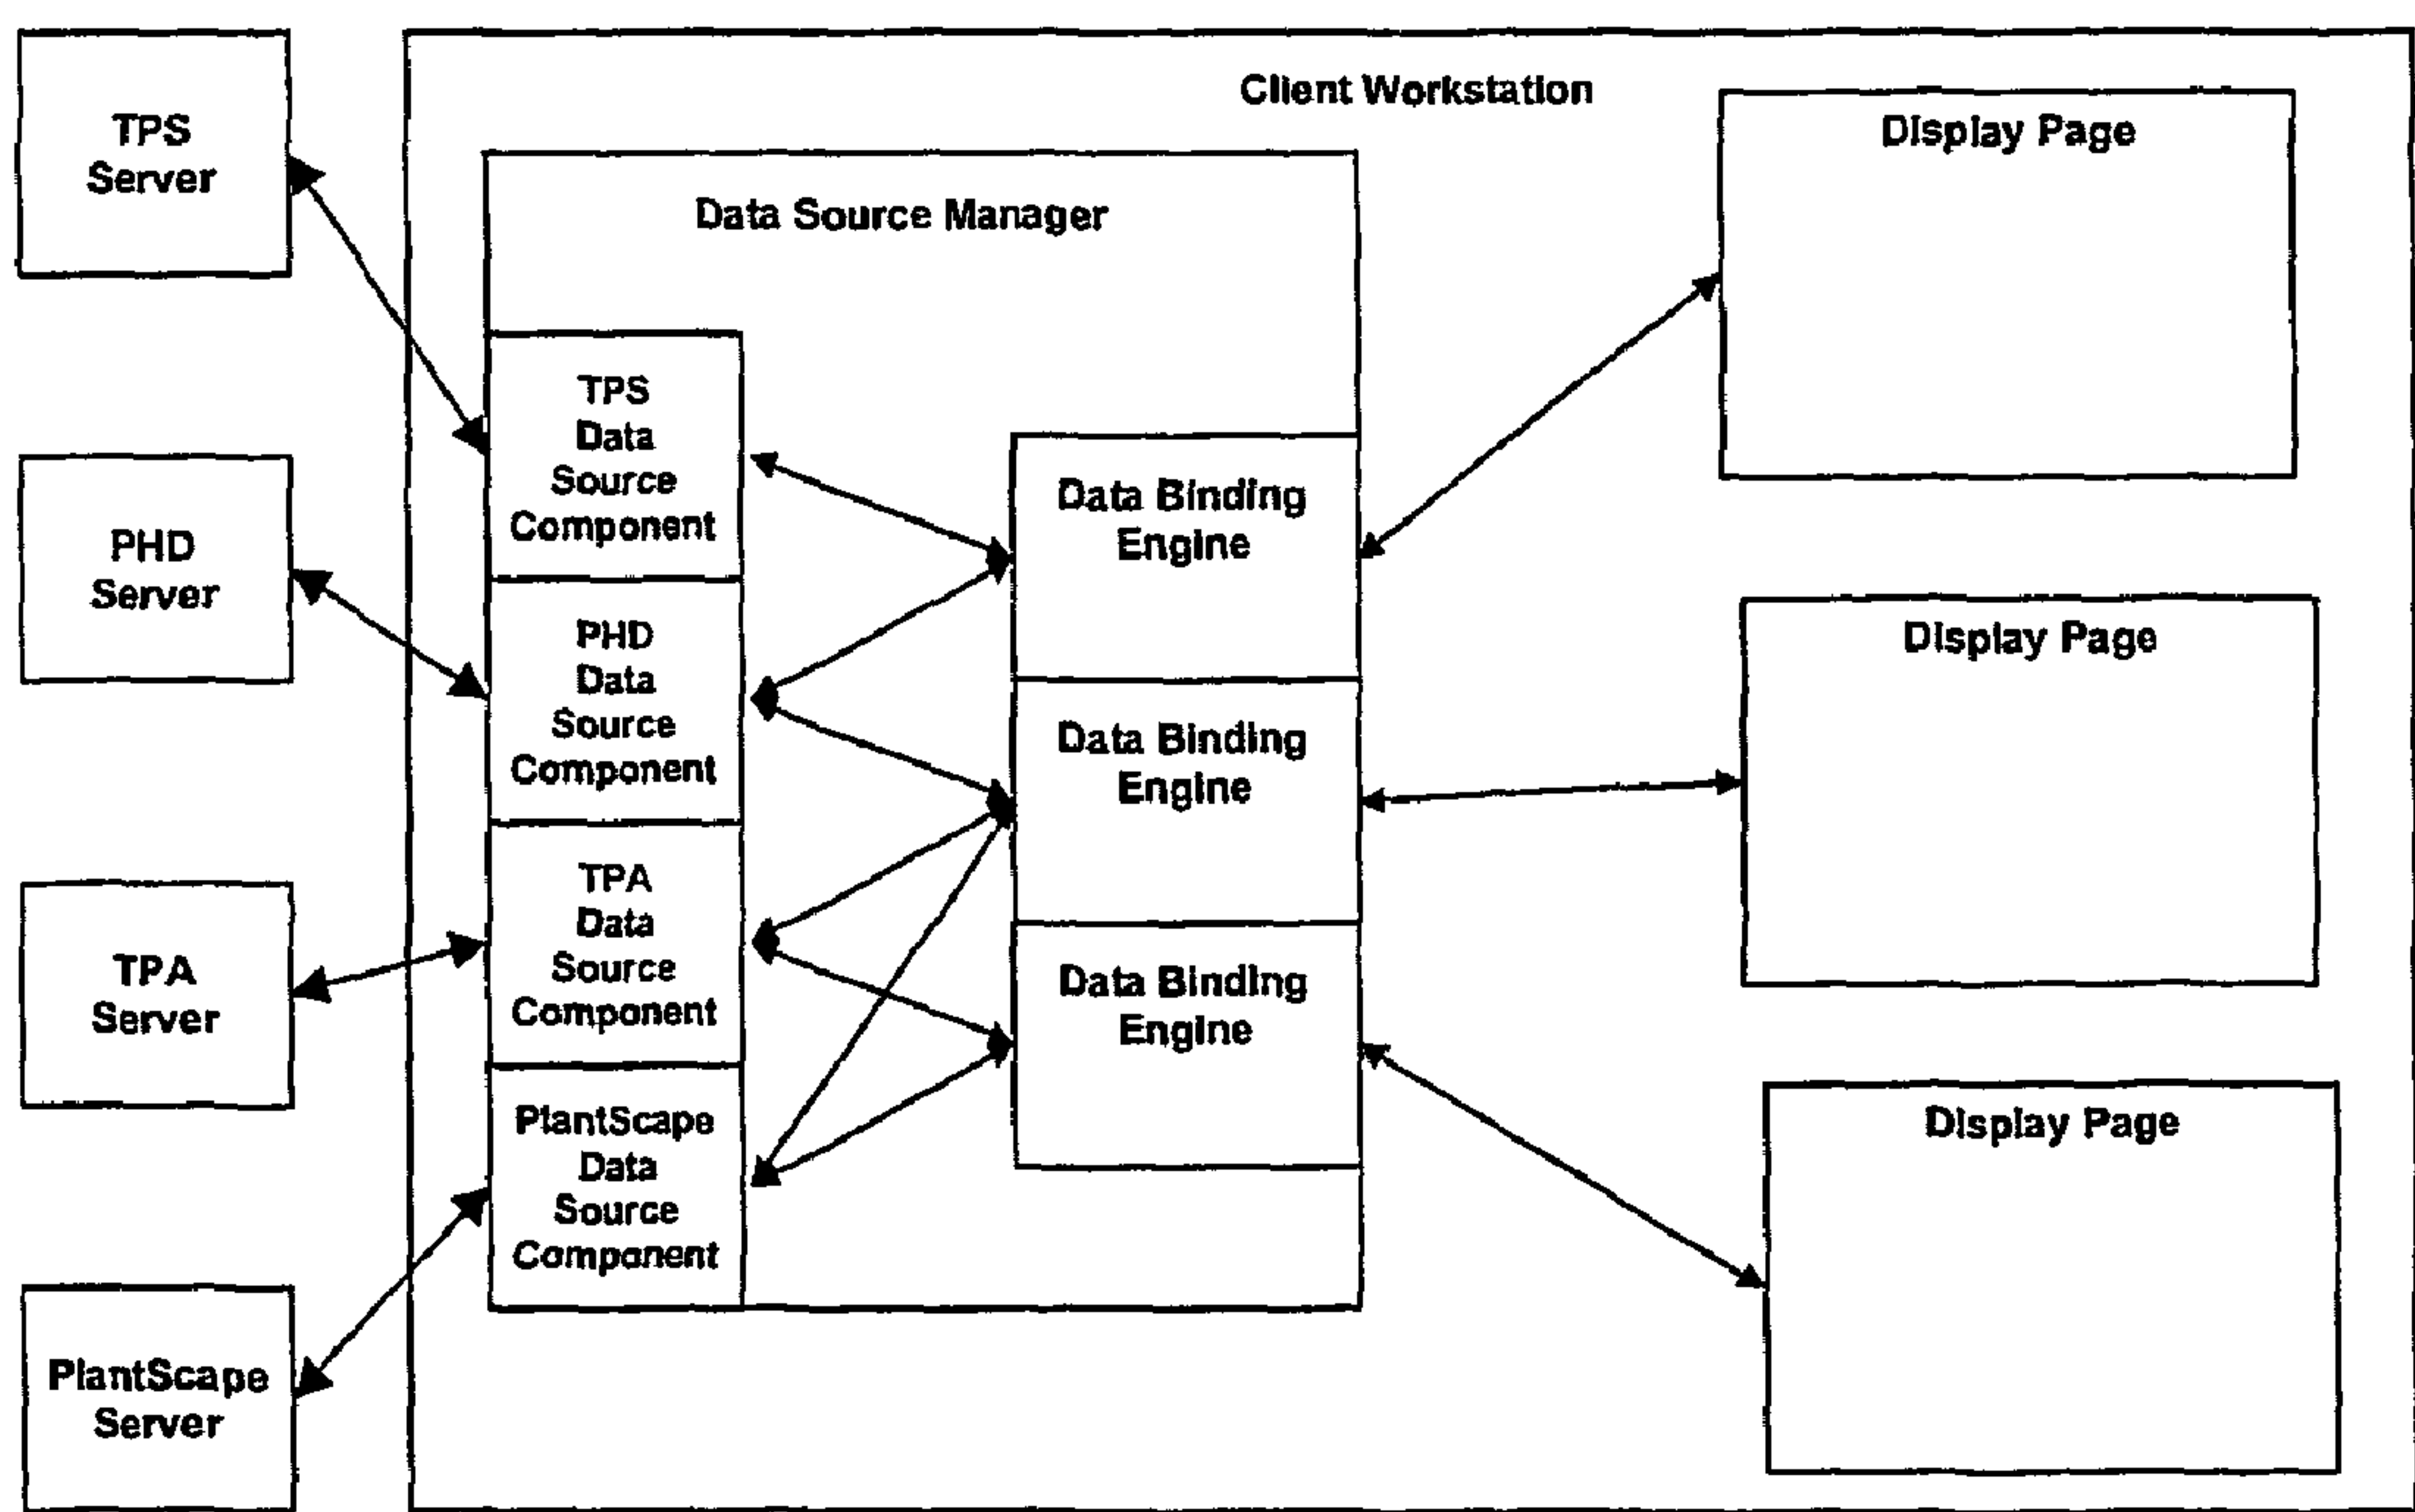 Client Workstation
TPS
Server
PHD
Server
TPA
Server
PlantScape
Server
Data Source Manager
TPS
Data
Source
Component
PHD
Data
Source
Component
TPA
Data
Source
Component
PlantScape
Data
Source
Component
Data Binding
Engine
Data Binding
Engine
Data Binding
Engine
Display Page
Display Page
Display Page